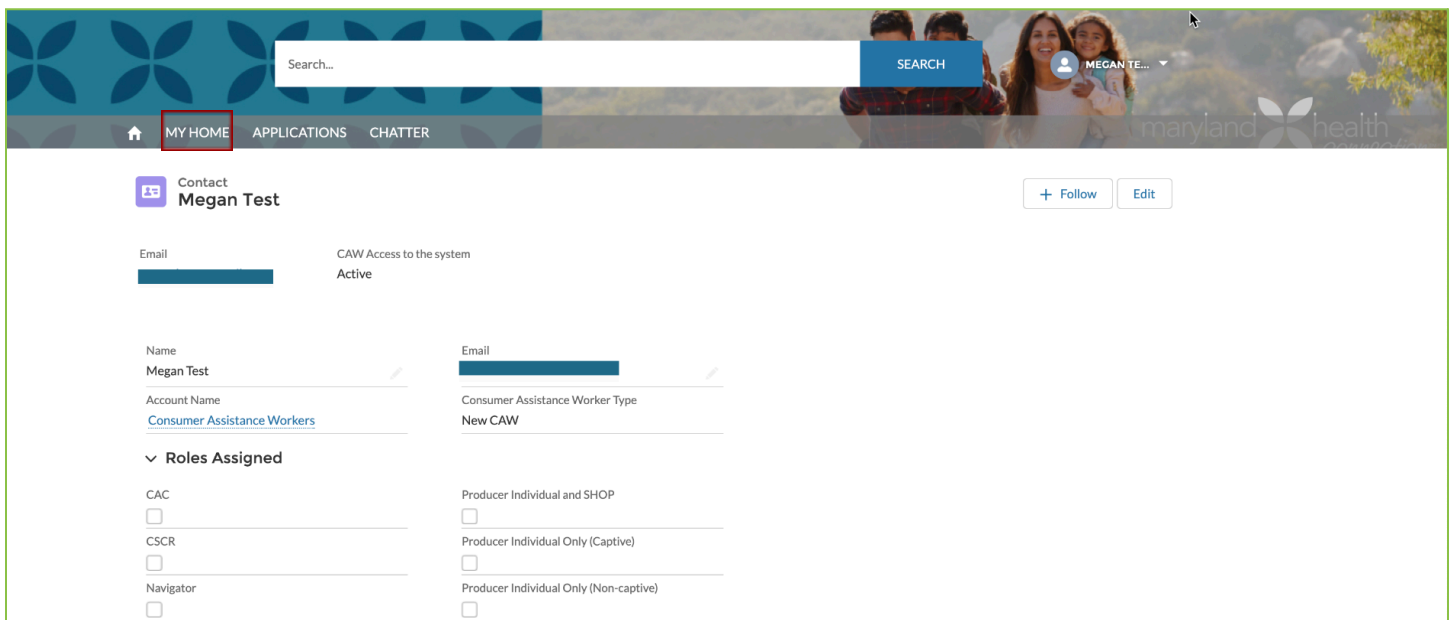 Search...
SEARCH
MEGAN TE...
MY HOME APPLICATIONS CHATTER
maryland health
connection
Contact
Megan Test
+ Follow
Edit
Email
CAW Access to the system
Active
Name
Megan Test
Email
Account Name
Consumer Assistance Workers
Consumer Assistance Worker Type
New CAW
Roles Assigned
CAC
Producer Individual and SHOP
CSCR
Producer Individual Only (Captive)
Navigator
Producer Individual Only (Non-captive)